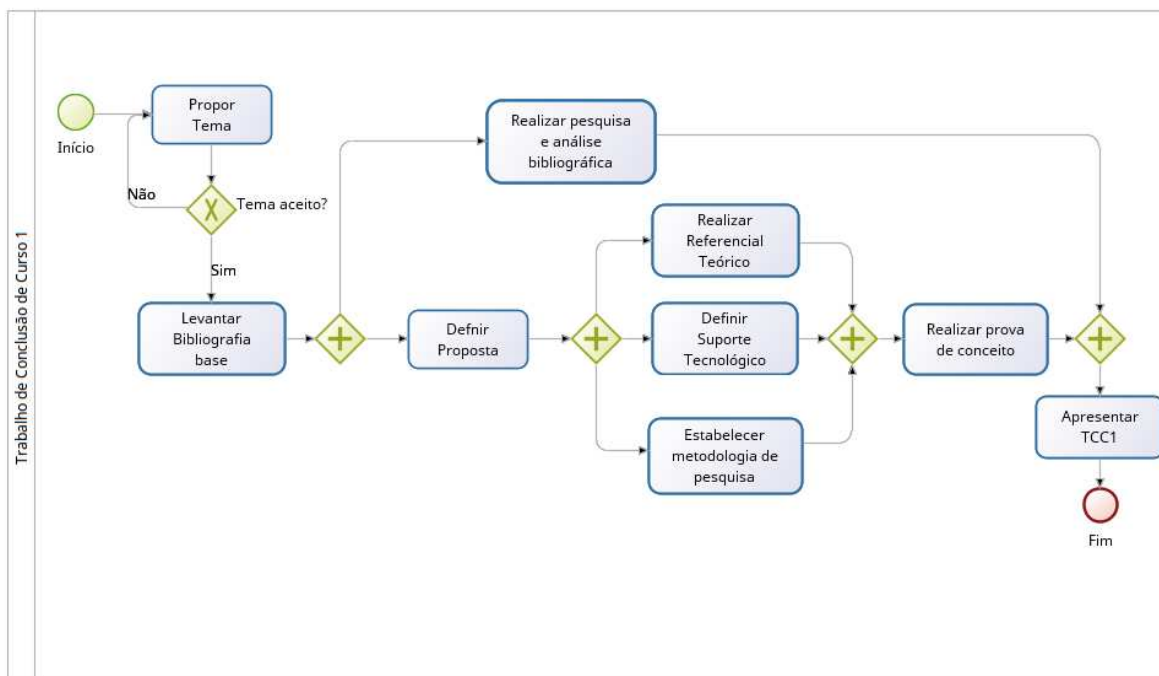 Trabalho de Conclusão de Curso 1
Início
Propor
Tema
Não
Tema aceito?
Sim
Levantar
Bibliografia
base
Realizar pesquisa
e análise
bibliográfica
Defnir
Proposta
Realizar
Referencial
Teórico
Definir
Suporte
Tecnológico
Estabelecer
metodologia de
pesquisa
Realizar prova
de conceito
Apresentar
TCC1
Fim